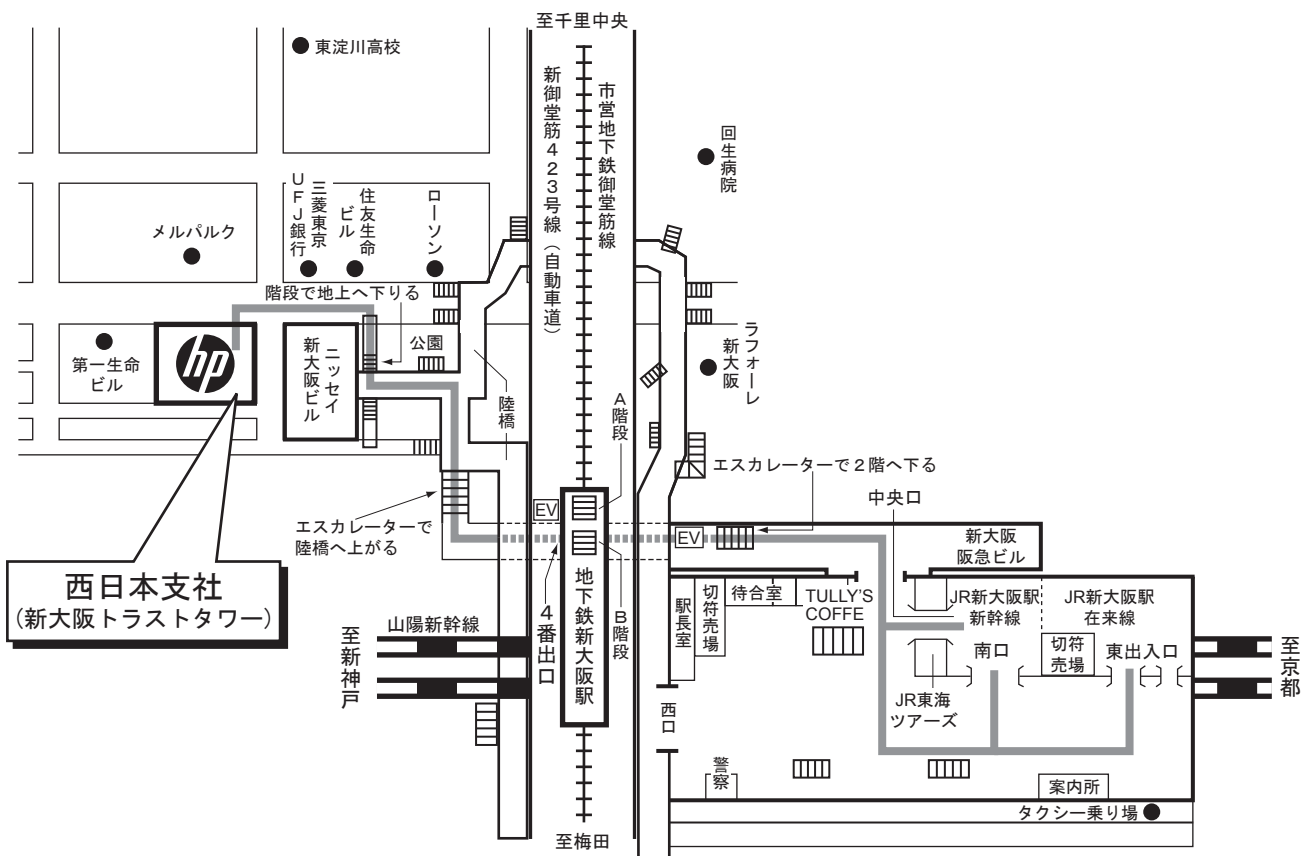 至千里中央
東淀川高校
新御堂筋423号線(自動車道)
市営地下鉄御堂筋線
回生病院
メルパルク
三菱東京
UFJ銀行
住友生命
ビル
ローソン
階段で地上へ下りる
公園
ラフォーレ
新大阪
第一生命
ビル
hp
ニッセイ
新大阪ビル
陸橋
A階段
エスカレーターで2階へ下る
中央口
エスカレーターで
陸橋へ上がる
EV
EV
新大阪
阪急ビル
西日本支社
(新大阪トラストタワー)
4番出口
地下鉄新大阪駅
B階段
駅長室
切符売場
待合室
TULLY'S
COFFE
JR新大阪駅
新幹線
JR新大阪駅
在来線
山陽新幹線
至新神戸
南口
切符
売場
東出入口
至京都
JR東海
ツアーズ
西口
警察
案内所
タクシー乗り場
至梅田